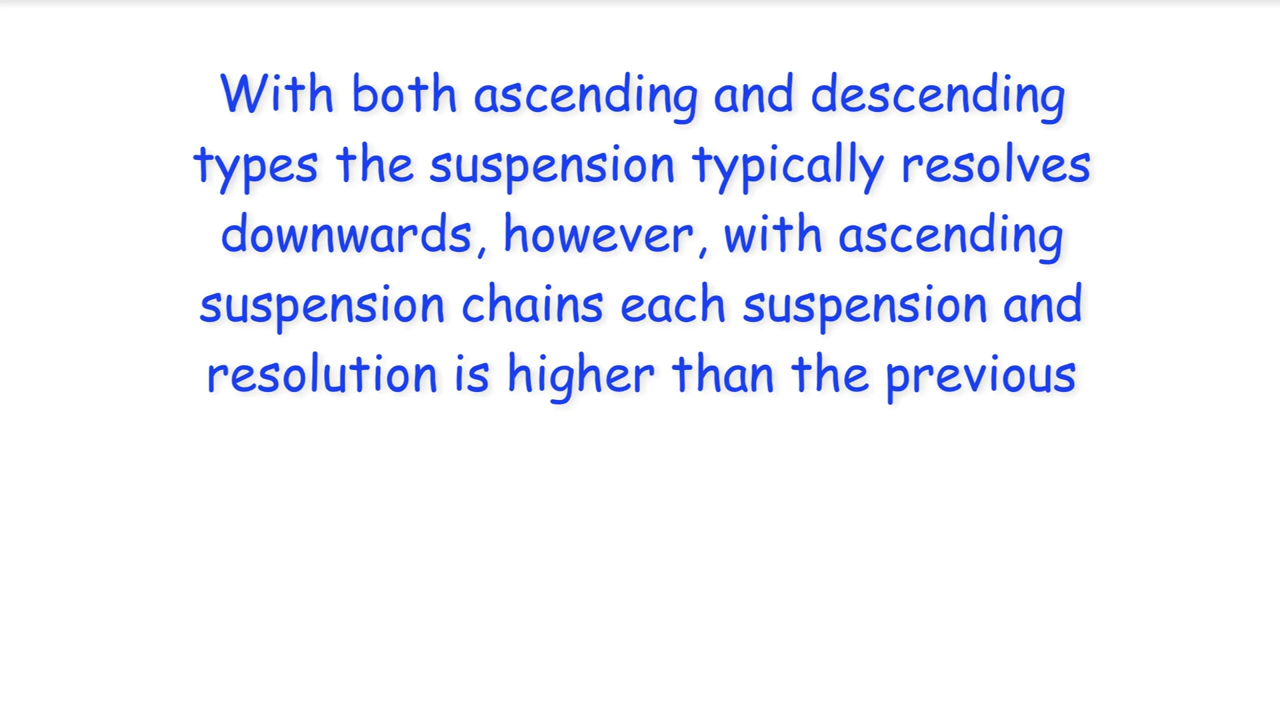 With both ascending and descending
types the suspension typically resolves
downwards, however, with ascending
suspension chains each suspension and
resolution is higher than the previous